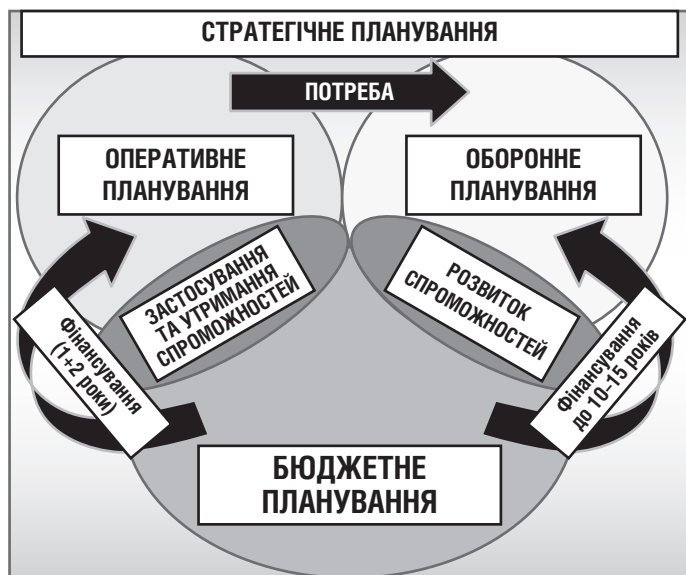 СТРАТЕГІЧНЕ ПЛАНУВАННЯ
ПОТРЕБА
ОПЕРАТИВНЕ
ПЛАНУВАННЯ
ОБОРОННЕ
ПЛАНУВАННЯ
ЗАСТОСУВАННЯ
ТА УТРИМАННЯ
СПРОМОЖНОСТЕЙ
РОЗВИТОК
СПРОМОЖНОСТЕЙ
Фінансування
(1+2 роки)
Фінансування
до 10–15 років
БЮДЖЕТНЕ
ПЛАНУВАННЯ